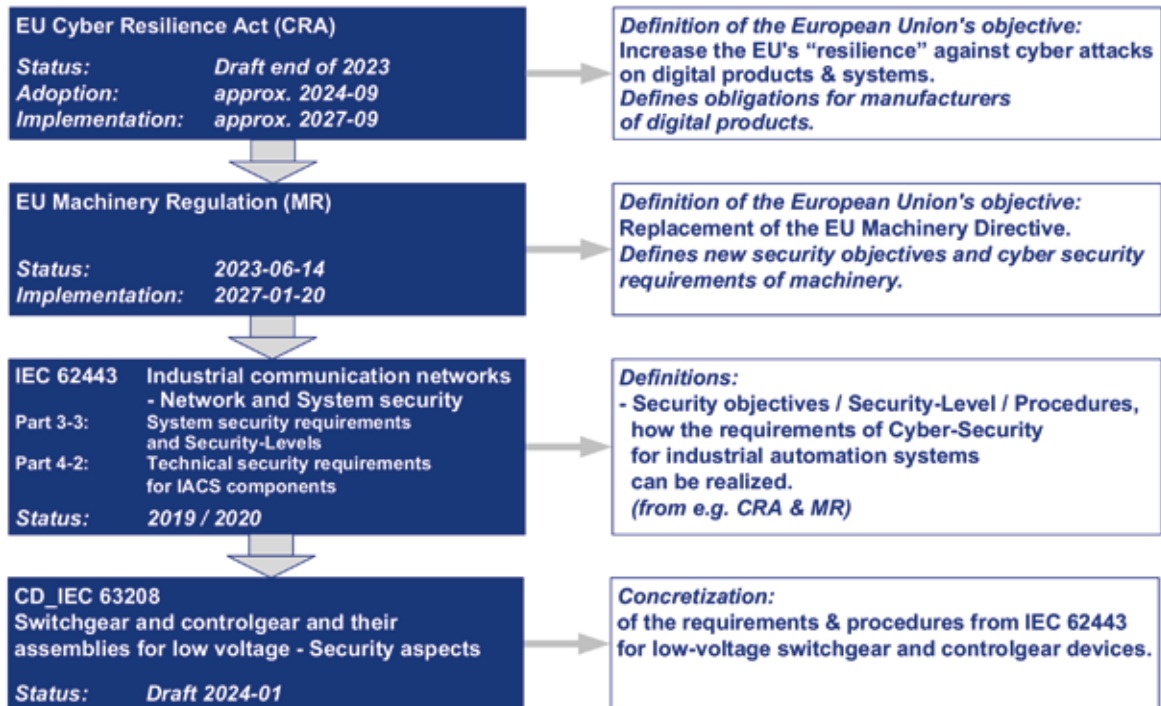 EU Cyber Resilience Act (CRA)
Status: Draft end of 2023
Adoption: approx. 2024-09
Implementation: approx. 2027-09
Definition of the European Union's objective:
Increase the EU's “resilience” against cyber attacks
on digital products & systems.
Defines obligations for manufacturers
of digital products.
EU Machinery Regulation (MR)
Status: 2023-06-14
Implementation: 2027-01-20
Definition of the European Union's objective:
Replacement of the EU Machinery Directive.
Defines new security objectives and cyber security
requirements of machinery.
IEC 62443 Industrial communication networks
- Network and System security
Part 3-3: System security requirements
and Security-Levels
Part 4-2: Technical security requirements
for IACS components
Status: 2019 / 2020
Definitions:
- Security objectives / Security-Level / Procedures,
how the requirements of Cyber-Security
for industrial automation systems
can be realized.
(from e.g. CRA & MR)
CD_IEC 63208
Switchgear and controlgear and their
assemblies for low voltage - Security aspects
Status: Draft 2024-01
Concretization:
of the requirements & procedures from IEC 62443
for low-voltage switchgear and controlgear devices.